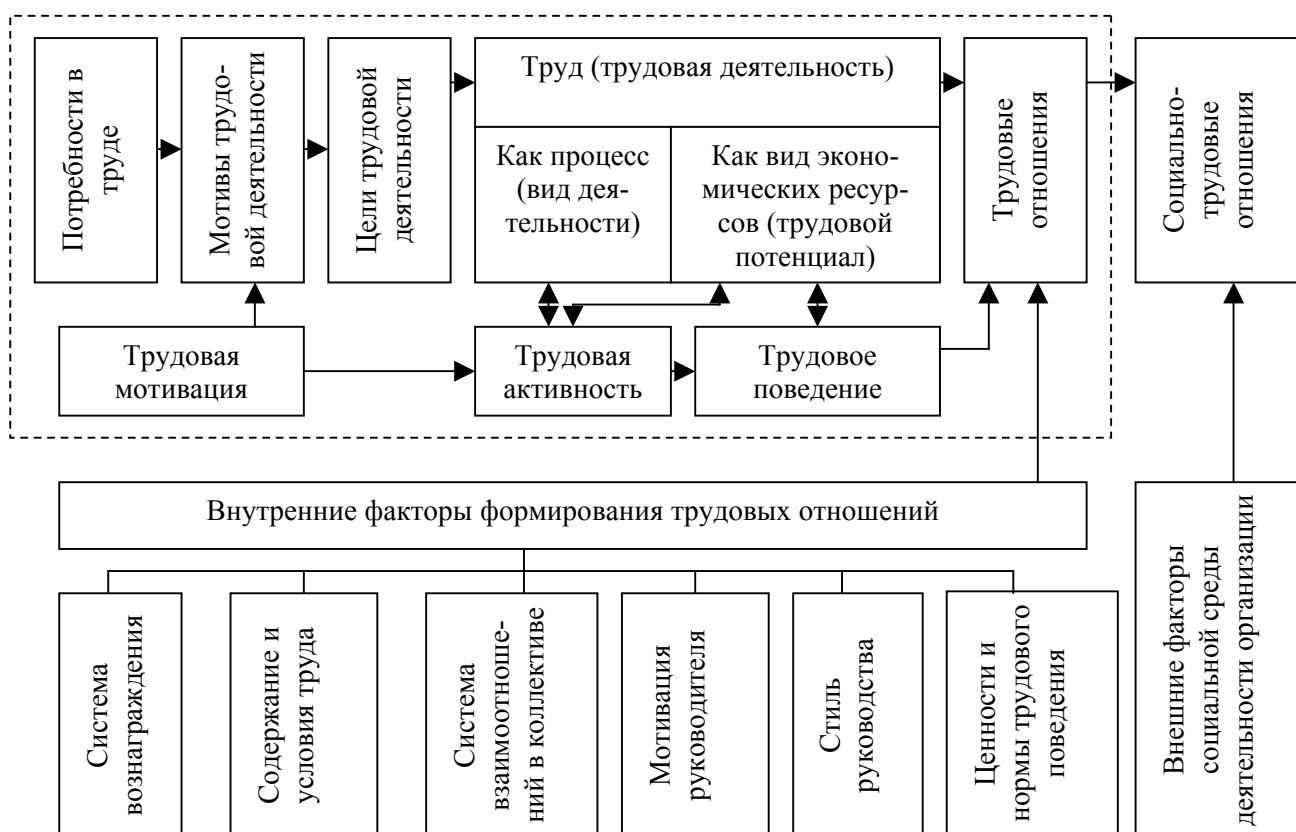 Потребности в
труде
Мотивы трудо-
вой деятельности
Цели трудовой
деятельности
Труд (трудовая деятельность)
Как процесс
(вид дея-
тельности)
Как вид эконо-
мических ресур-
сов (трудовой
потенциал)
Трудовые
отношения
Социально-
трудовые
отношения
Трудовая
мотивация
Трудовая
активность
Трудовое
поведение
Внутренние факторы формирования трудовых отношений
Система
вознаграждения
Содержание и
условия труда
Система
взаимоотноше-
ний в коллективе
Мотивация
руководителя
Стиль
руководства
Ценности и
нормы трудового
поведения
Внешние факторы
социальной среды
деятельности организации